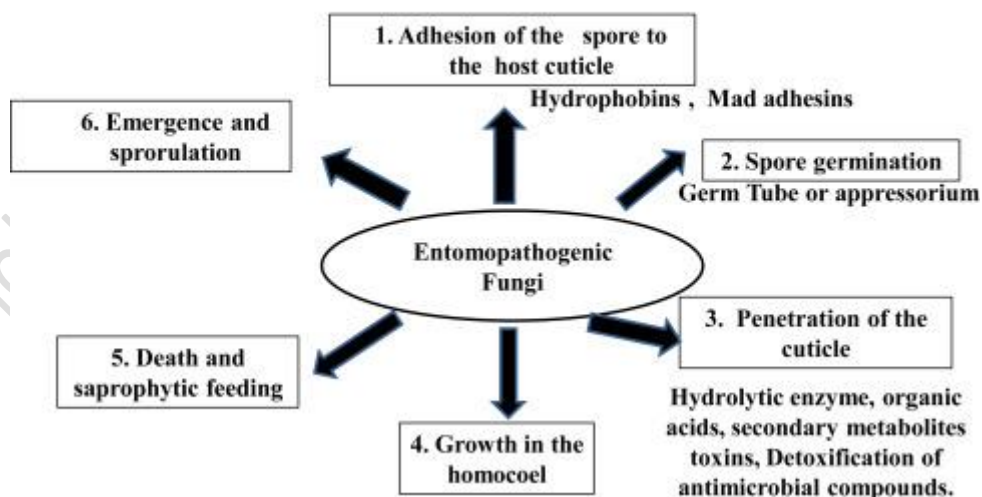 1. Adhesion of the spore to
the host cuticle
Hydrophobins , Mad adhesins
2. Spore germination
Germ Tube or appressorium
3. Penetration of the
cuticle
Hydrolytic enzyme, organic
acids, secondary metabolites
toxins, Detoxification of
antimicrobial compounds.
4. Growth in the
homocoel
5. Death and
saprophytic feeding
6. Emergence and
sprorulation
Entomopathogenic
Fungi